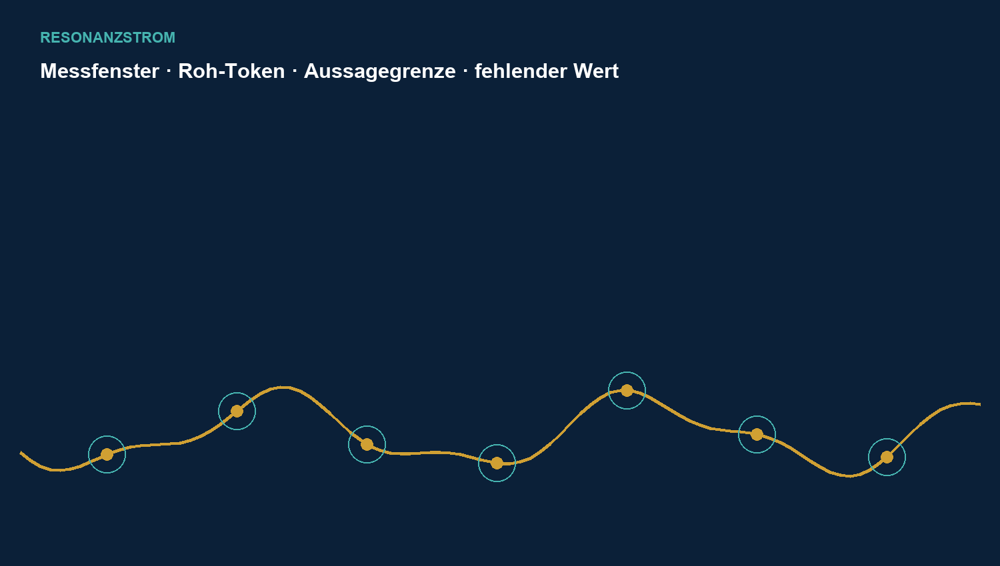 RESONANZSTROM
Messfenster · Roh-Token · Aussagegrenze · fehlender Wert